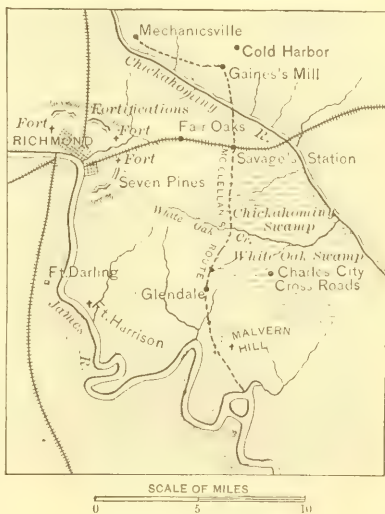 Mechanicsville
Cold Harbor
Gaines's Mill
Chickahominy
R.
Fortifications
Fort
Fort
RICHMOND
Fair Oaks
Fort
Savage's Station
Seven Pines
McCLELLAN'S
ROUTE
Chickahominy
Swamp
White Oak
Cr.
White Oak Swamp
Ft. Darling
Charles City
Cross Roads
Glendale
Ft. Harrison
James
R.
MALVERN
HILL
SCALE OF MILES
0 5 10